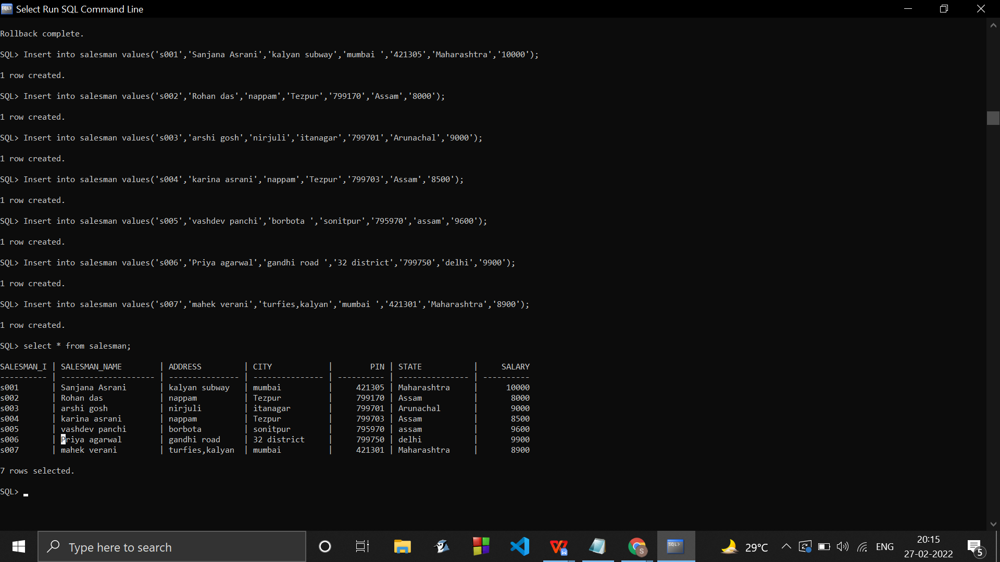 Select Run SQL Command Line
Rollback complete.
SQL> Insert into salesman values('s001','Sanjana Asrani','kalyan subway','mumbai ','421305','Maharashtra','10000');
1 row created.
SQL> Insert into salesman values('s002','Rohan das','nappam','Tezpur','799170','Assam','8000');
1 row created.
SQL> Insert into salesman values('s003','arshi gosh','nirjuli','itanagar','799701','Arunachal','9000');
1 row created.
SQL> Insert into salesman values('s004','karina asrani','nappam','Tezpur','799703','Assam','8500');
1 row created.
SQL> Insert into salesman values('s005','vashdev panchi','borbota ','sonitpur','795970','assam','9600');
1 row created.
SQL> Insert into salesman values('s006','Priya agarwal','gandhi road ','32 district','799750','delhi','9900');
1 row created.
SQL> Insert into salesman values('s007','mahek verani','turfies,kalyan','mumbai ','421301','Maharashtra','8900');
1 row created.
SQL> select * from salesman;
SALESMAN_I | SALESMAN_NAME | ADDRESS | CITY | PIN | STATE | SALARY
---------- | -------------------- | --------------- | --------------- | ---------- | --------------- | ----------
s001 | Sanjana Asrani | kalyan subway | mumbai | 421305 | Maharashtra | 10000
s002 | Rohan das | nappam | Tezpur | 799170 | Assam | 8000
s003 | arshi gosh | nirjuli | itanagar | 799701 | Arunachal | 9000
s004 | karina asrani | nappam | Tezpur | 799703 | Assam | 8500
s005 | vashdev panchi | borbota | sonitpur | 795970 | assam | 9600
s006 | Priya agarwal | gandhi road | 32 district | 799750 | delhi | 9900
s007 | mahek verani | turfies,kalyan | mumbai | 421301 | Maharashtra | 8900
7 rows selected.
SQL> _
Type here to search
29°C
ENG
20:15
27-02-2022
5